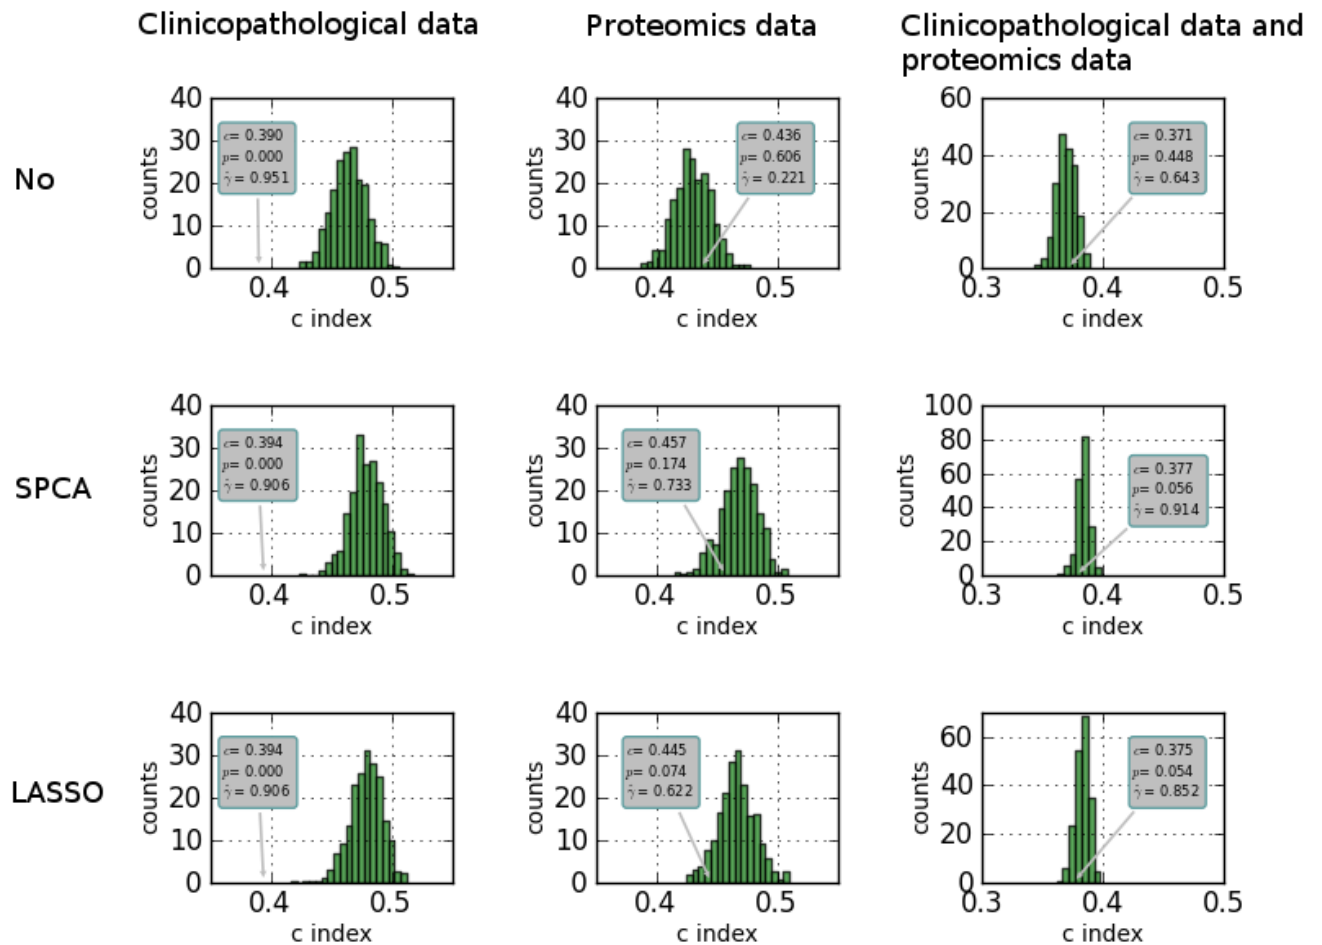 Clinicopathological data
Proteomics data
Clinicopathological data and
proteomics data
No
40
30
20
10
0
counts
c= 0.390
p= 0.000
γ̂ = 0.951
0.4 0.5
c index
40
30
20
10
0
counts
c= 0.436
p= 0.606
γ̂ = 0.221
0.4 0.5
c index
60
40
20
0
counts
c= 0.371
p= 0.448
γ̂ = 0.643
0.3 0.4 0.5
c index
SPCA
40
30
20
10
0
counts
c= 0.394
p= 0.000
γ̂ = 0.906
0.4 0.5
c index
40
30
20
10
0
counts
c= 0.457
p= 0.174
γ̂ = 0.733
0.4 0.5
c index
100
80
60
40
20
0
counts
c= 0.377
p= 0.056
γ̂ = 0.914
0.3 0.4 0.5
c index
LASSO
40
30
20
10
0
counts
c= 0.394
p= 0.000
γ̂ = 0.906
0.4 0.5
c index
40
30
20
10
0
counts
c= 0.445
p= 0.074
γ̂ = 0.622
0.4 0.5
c index
60
40
20
0
counts
c= 0.375
p= 0.054
γ̂ = 0.852
0.3 0.4 0.5
c index